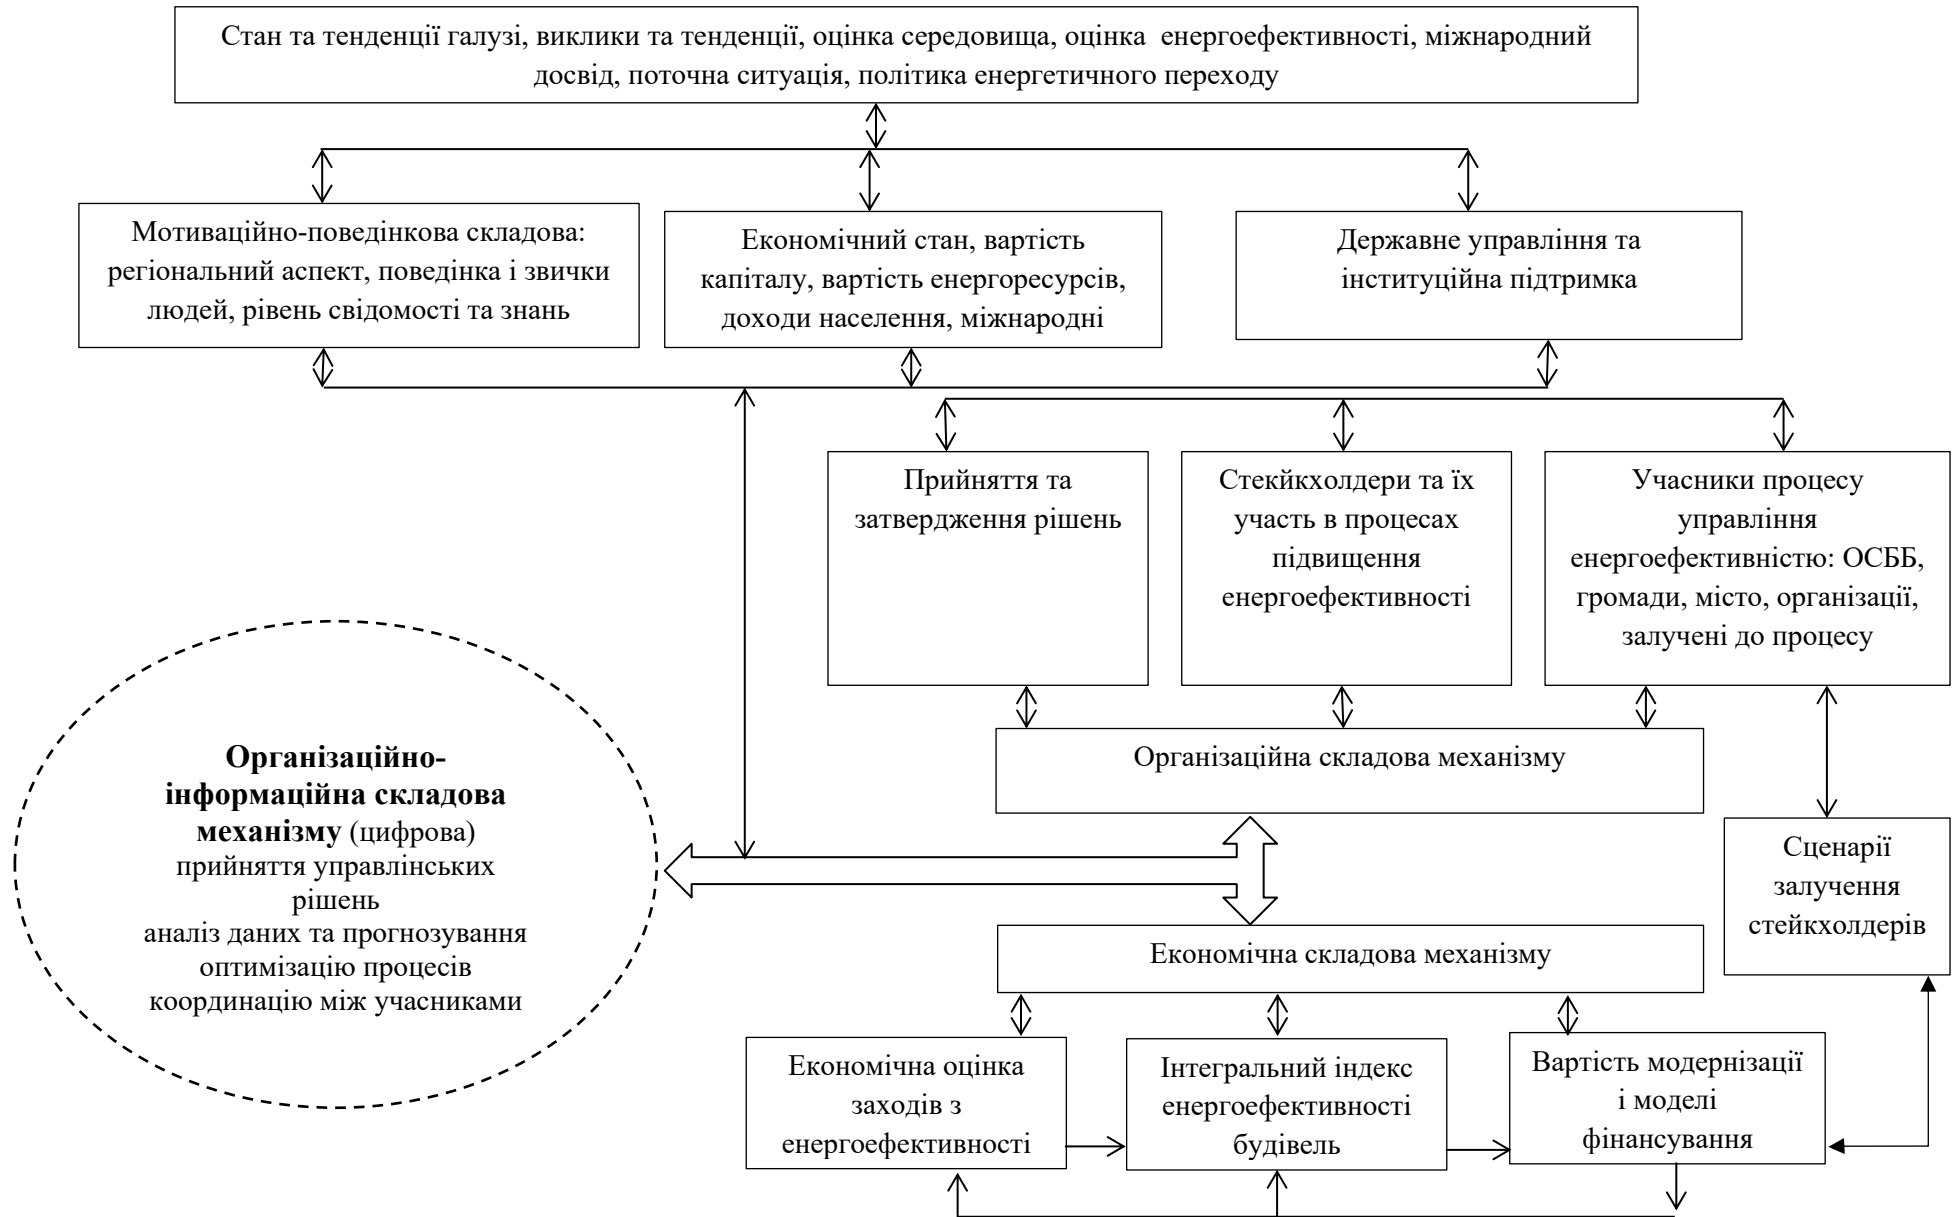 Стан та тенденції галузі, виклики та тенденції, оцінка середовища, оцінка енергоефективності, міжнародний
досвід, поточна ситуація, політика енергетичного переходу
Мотиваційно-поведінкова складова:
регіональний аспект, поведінка і звички
людей, рівень свідомості та знань
Економічний стан, вартість
капіталу, вартість енергоресурсів,
доходи населення, міжнародні
Державне управління та
інституційна підтримка
Прийняття та
затвердження рішень
Стекйкхолдери та їх
участь в процесах
підвищення
енергоефективності
Учасники процесу
управління
енергоефективністю: ОСББ,
громади, місто, організації,
залучені до процесу
Організаційна складова механізму
Організаційно-
інформаційна складова
механізму (цифрова)
прийняття управлінських
рішень
аналіз даних та прогнозування
оптимізацію процесів
координацію між учасниками
Сценарії
залучення
стейкхолдерів
Економічна складова механізму
Економічна оцінка
заходів з
енергоефективності
Інтегральний індекс
енергоефективності
будівель
Вартість модернізації
і моделі
фінансування